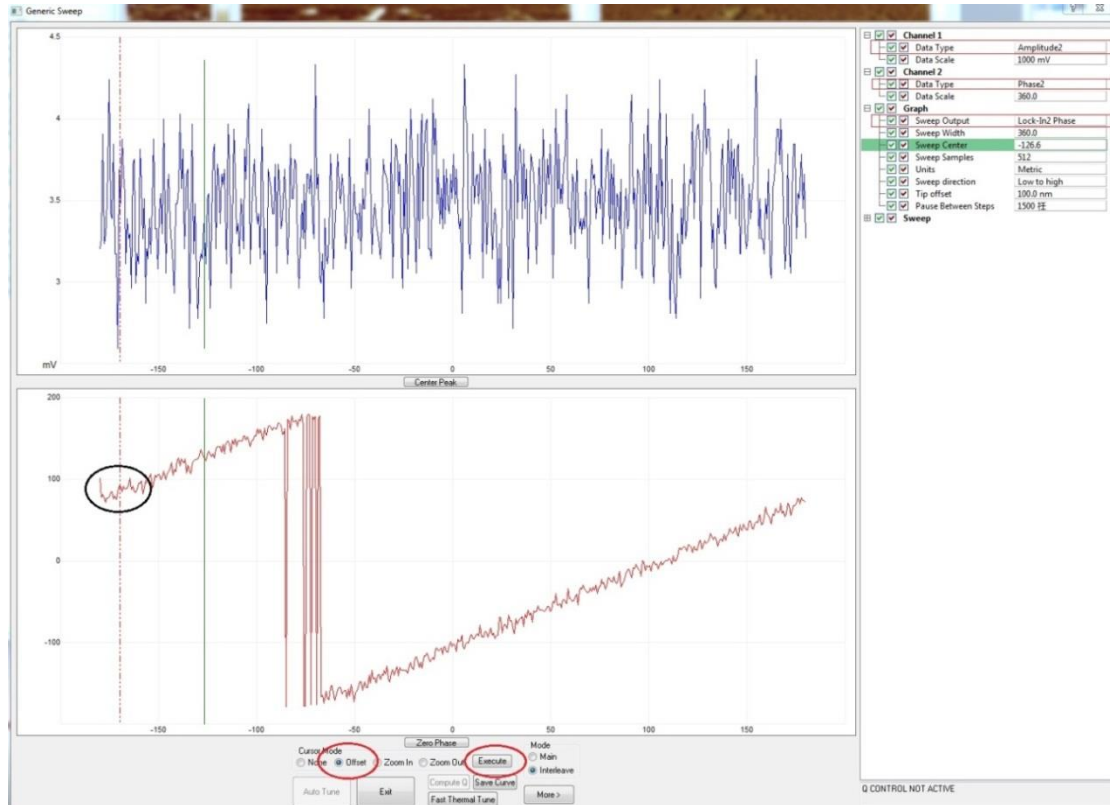 Generic Sweep
4.5
4
3.5
3
mV
-150 -100 -50 0 50 100 150
Center Peak
200
100
0
-100
-150 -100 -50 0 50 100 150
Zero Phase
Cursor Mode
None Offset Zoom In Zoom Out Execute
Mode
Main
Interleave
Auto Tune Exit Compute Q Save Curve
Fast Thermal Tune More >
Channel 1
Data Type Amplitude2
Data Scale 1000 mV
Channel 2
Data Type Phase2
Data Scale 360.0
Graph
Sweep Output Lock-In2 Phase
Sweep Width 360.0
Sweep Center -126.6
Sweep Samples 512
Units Metric
Sweep direction Low to high
Tip offset 100.0 nm
Pause Between Steps 1500
Sweep
Q CONTROL NOT ACTIVE